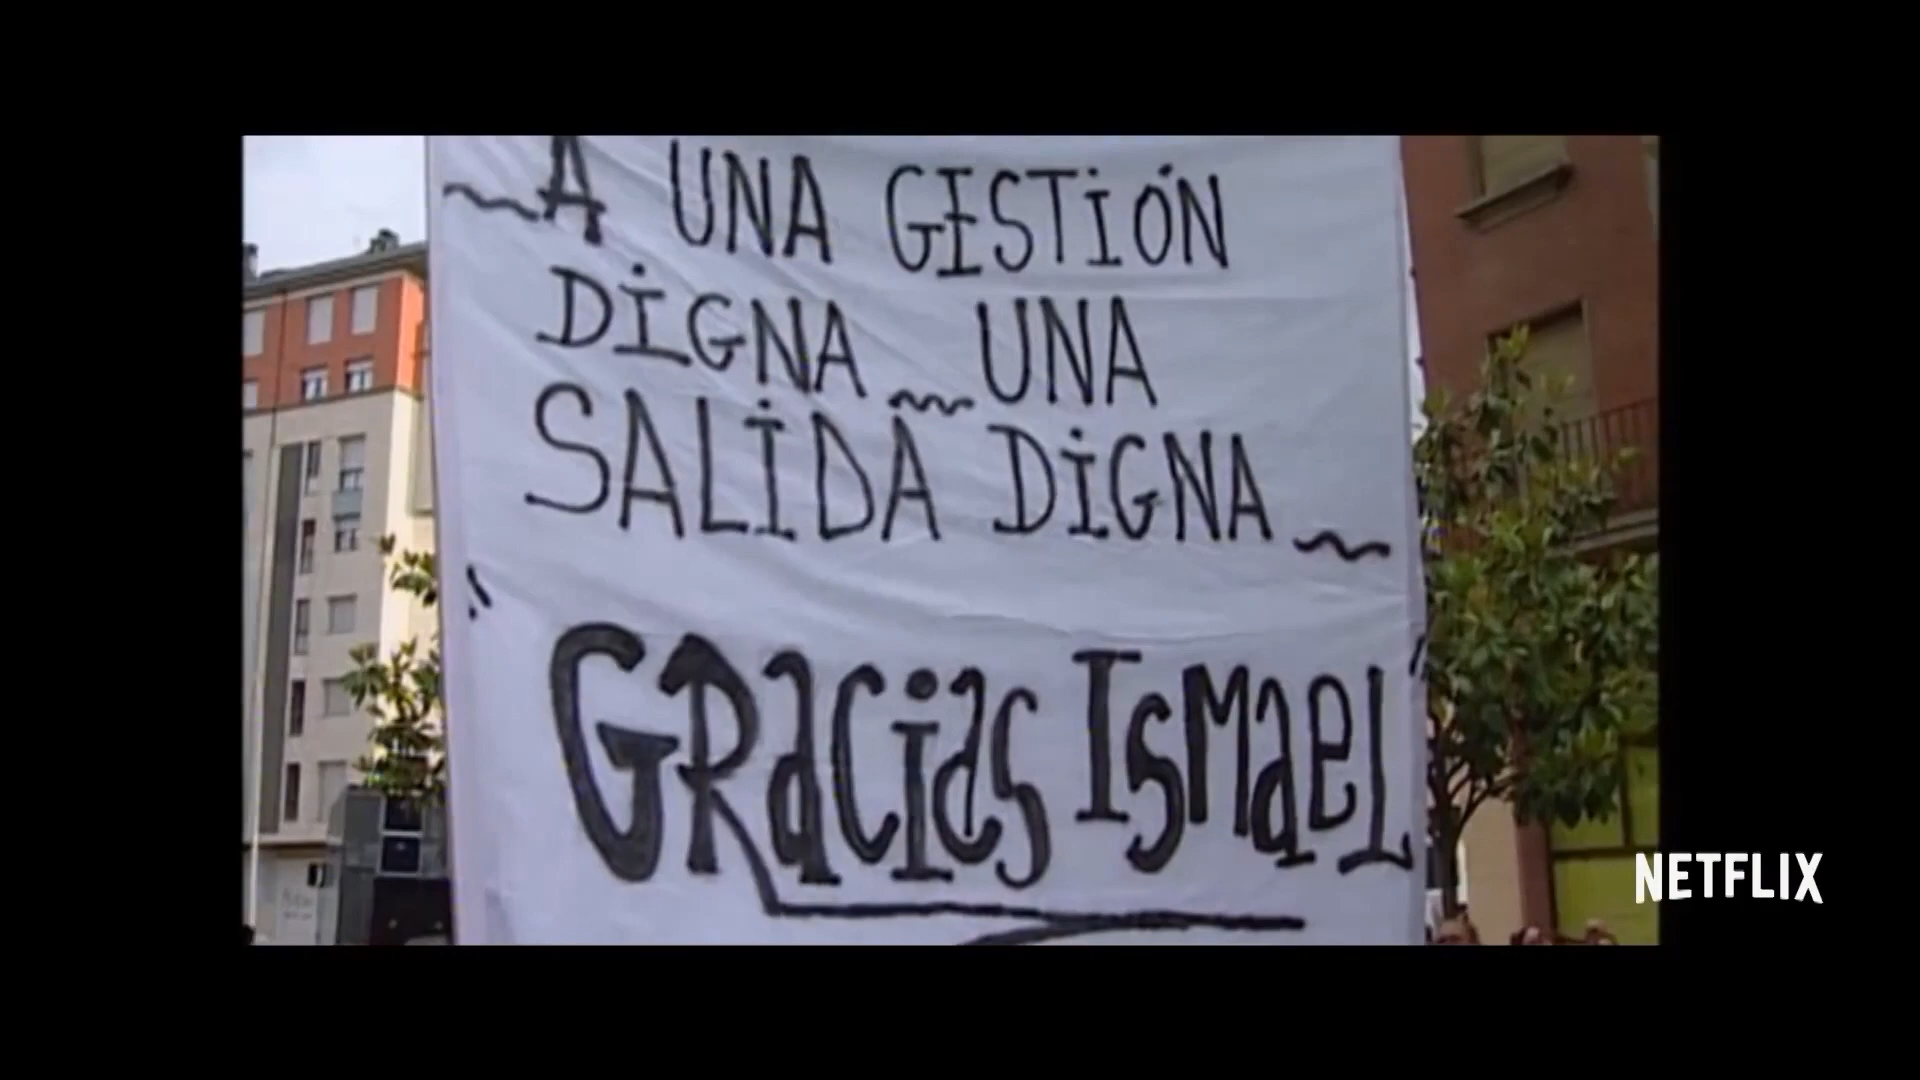 ~A UNA GESTIÓN
DIGNA ~ UNA
SALIDA DIGNA ~
"GRacias Ismael"
NETFLIX